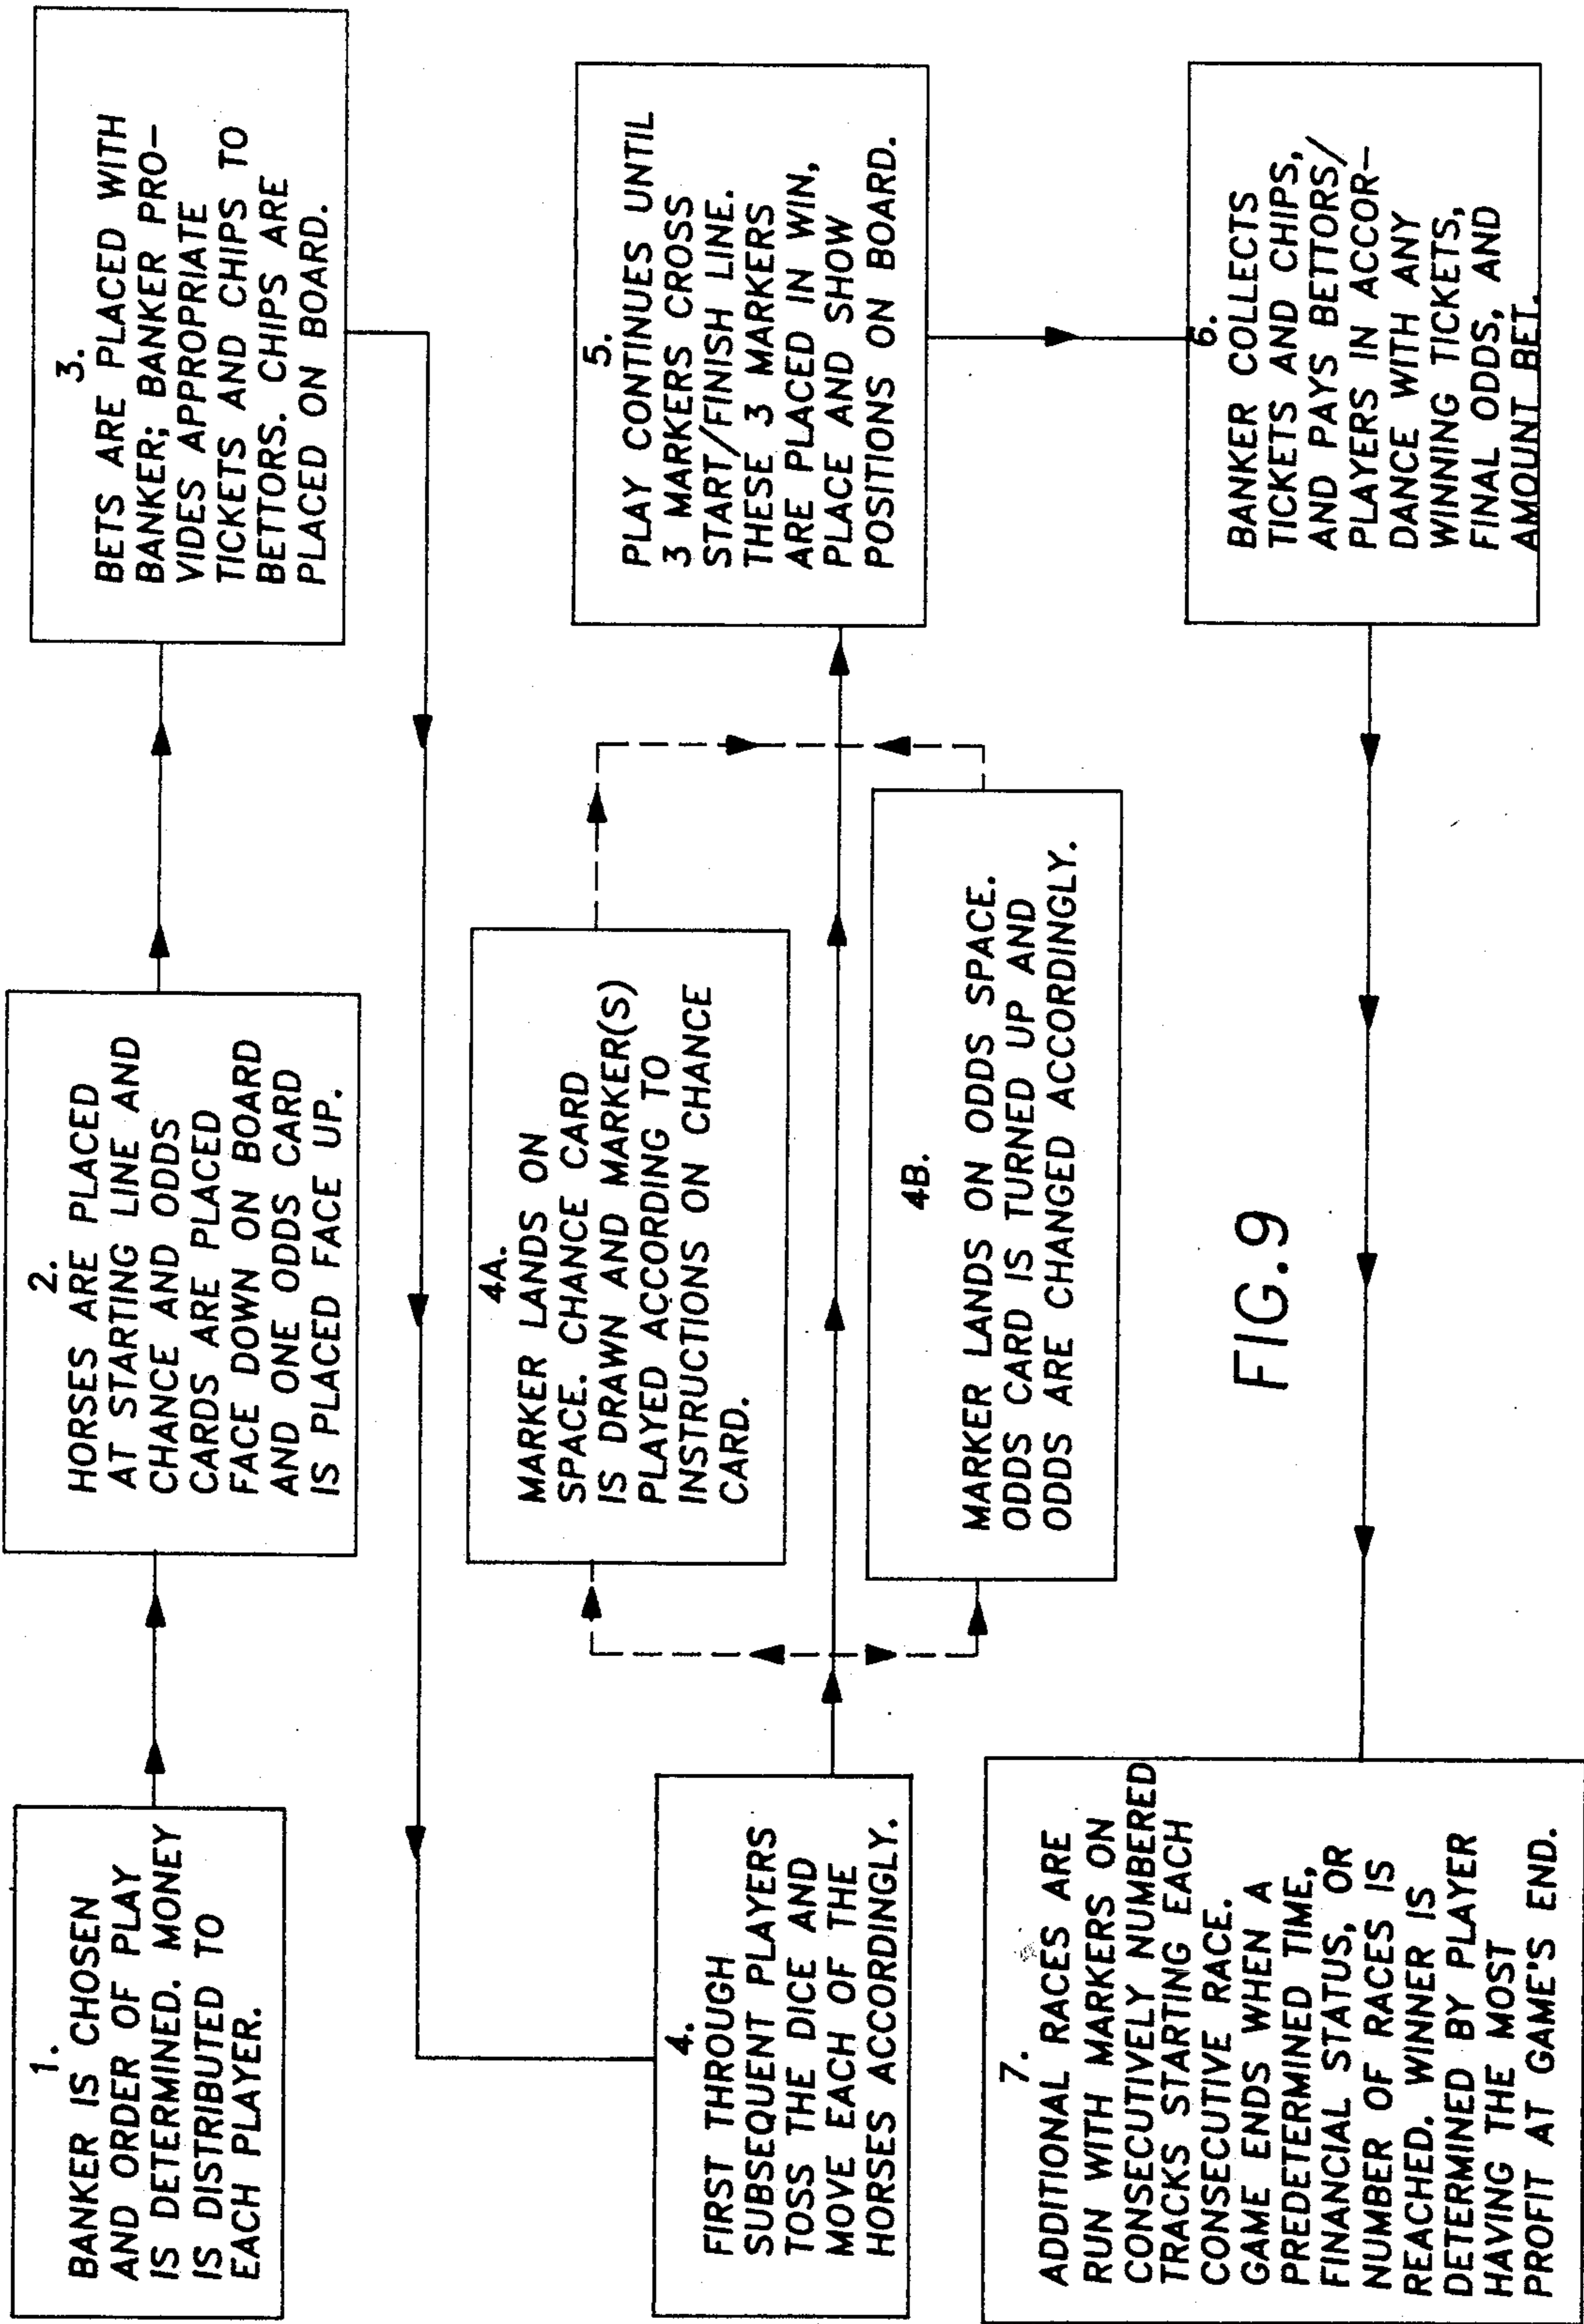 1.
BANKER IS CHOSEN
AND ORDER OF PLAY
IS DETERMINED. MONEY
IS DISTRIBUTED TO
EACH PLAYER.
2.
HORSES ARE PLACED
AT STARTING LINE AND
CHANCE AND ODDS
CARDS ARE PLACED
FACE DOWN ON BOARD
AND ONE ODDS CARD
IS PLACED FACE UP.
3.
BETS ARE PLACED WITH
BANKER; BANKER PRO-
VIDES APPROPRIATE
TICKETS AND CHIPS TO
BETTORS. CHIPS ARE
PLACED ON BOARD.
4.
FIRST THROUGH
SUBSEQUENT PLAYERS
TOSS THE DICE AND
MOVE EACH OF THE
HORSES ACCORDINGLY.
4A.
MARKER LANDS ON
SPACE. CHANCE CARD
IS DRAWN AND MARKER(S)
PLAYED ACCORDING TO
INSTRUCTIONS ON CHANCE
CARD.
4B.
MARKER LANDS ON ODDS SPACE.
ODDS CARD IS TURNED UP AND
ODDS ARE CHANGED ACCORDINGLY.
5.
PLAY CONTINUES UNTIL
3 MARKERS CROSS
START/FINISH LINE.
THESE 3 MARKERS
ARE PLACED IN WIN,
PLACE AND SHOW
POSITIONS ON BOARD.
6.
BANKER COLLECTS
TICKETS AND CHIPS,
AND PAYS BETTORS/
PLAYERS IN ACCOR-
DANCE WITH ANY
WINNING TICKETS,
FINAL ODDS, AND
AMOUNT BET.
7.
ADDITIONAL RACES ARE
RUN WITH MARKERS ON
CONSECUTIVELY NUMBERED
TRACKS STARTING EACH
CONSECUTIVE RACE.
GAME ENDS WHEN A
PREDETERMINED TIME,
FINANCIAL STATUS, OR
NUMBER OF RACES IS
REACHED. WINNER IS
DETERMINED BY PLAYER
HAVING THE MOST
PROFIT AT GAME'S END.
FIG.9